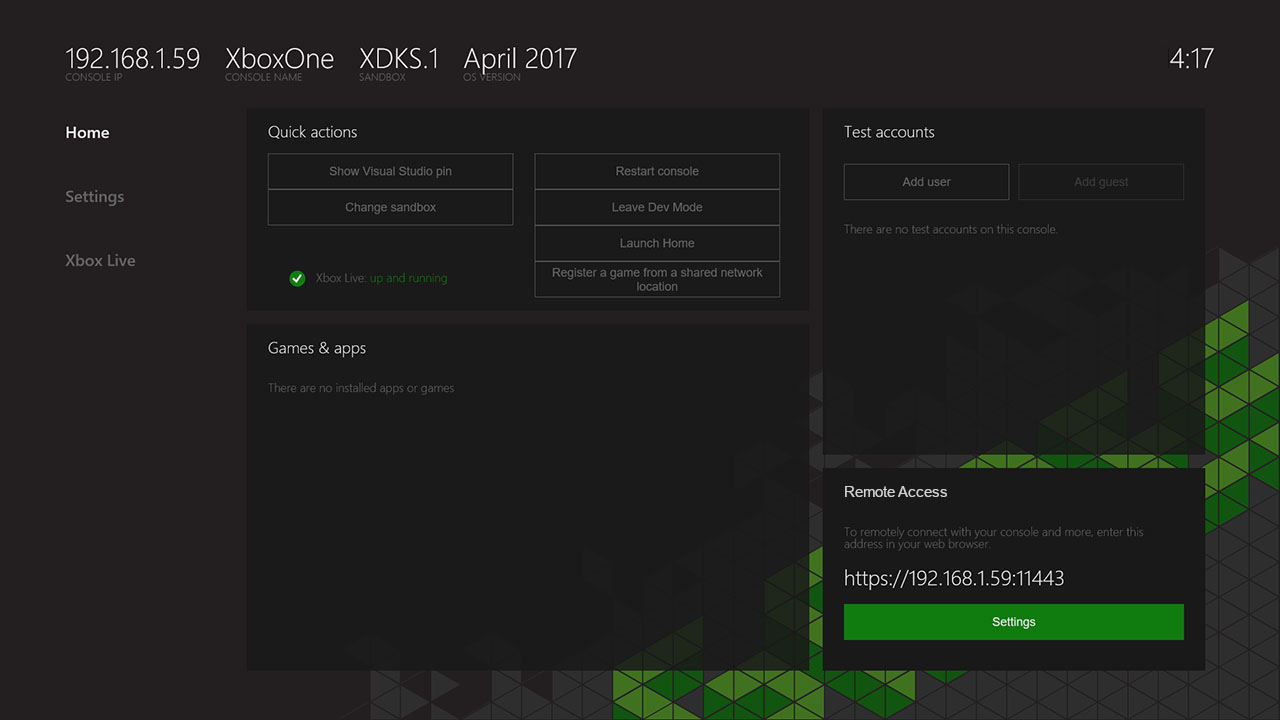 192.168.1.59 XboxOne XDKS.1 April 2017 4:17
CONSOLE IP CONSOLE NAME SANDBOX OS VERSION
Home
Settings
Xbox Live
Quick actions
Show Visual Studio pin
Change sandbox
Xbox Live: up and running
Restart console
Leave Dev Mode
Launch Home
Register a game from a shared network
location
Games & apps
There are no installed apps or games
Test accounts
Add user Add guest
There are no test accounts on this console.
Remote Access
To remotely connect with your console and more, enter this
address in your web browser.
https://192.168.1.59:11443
Settings